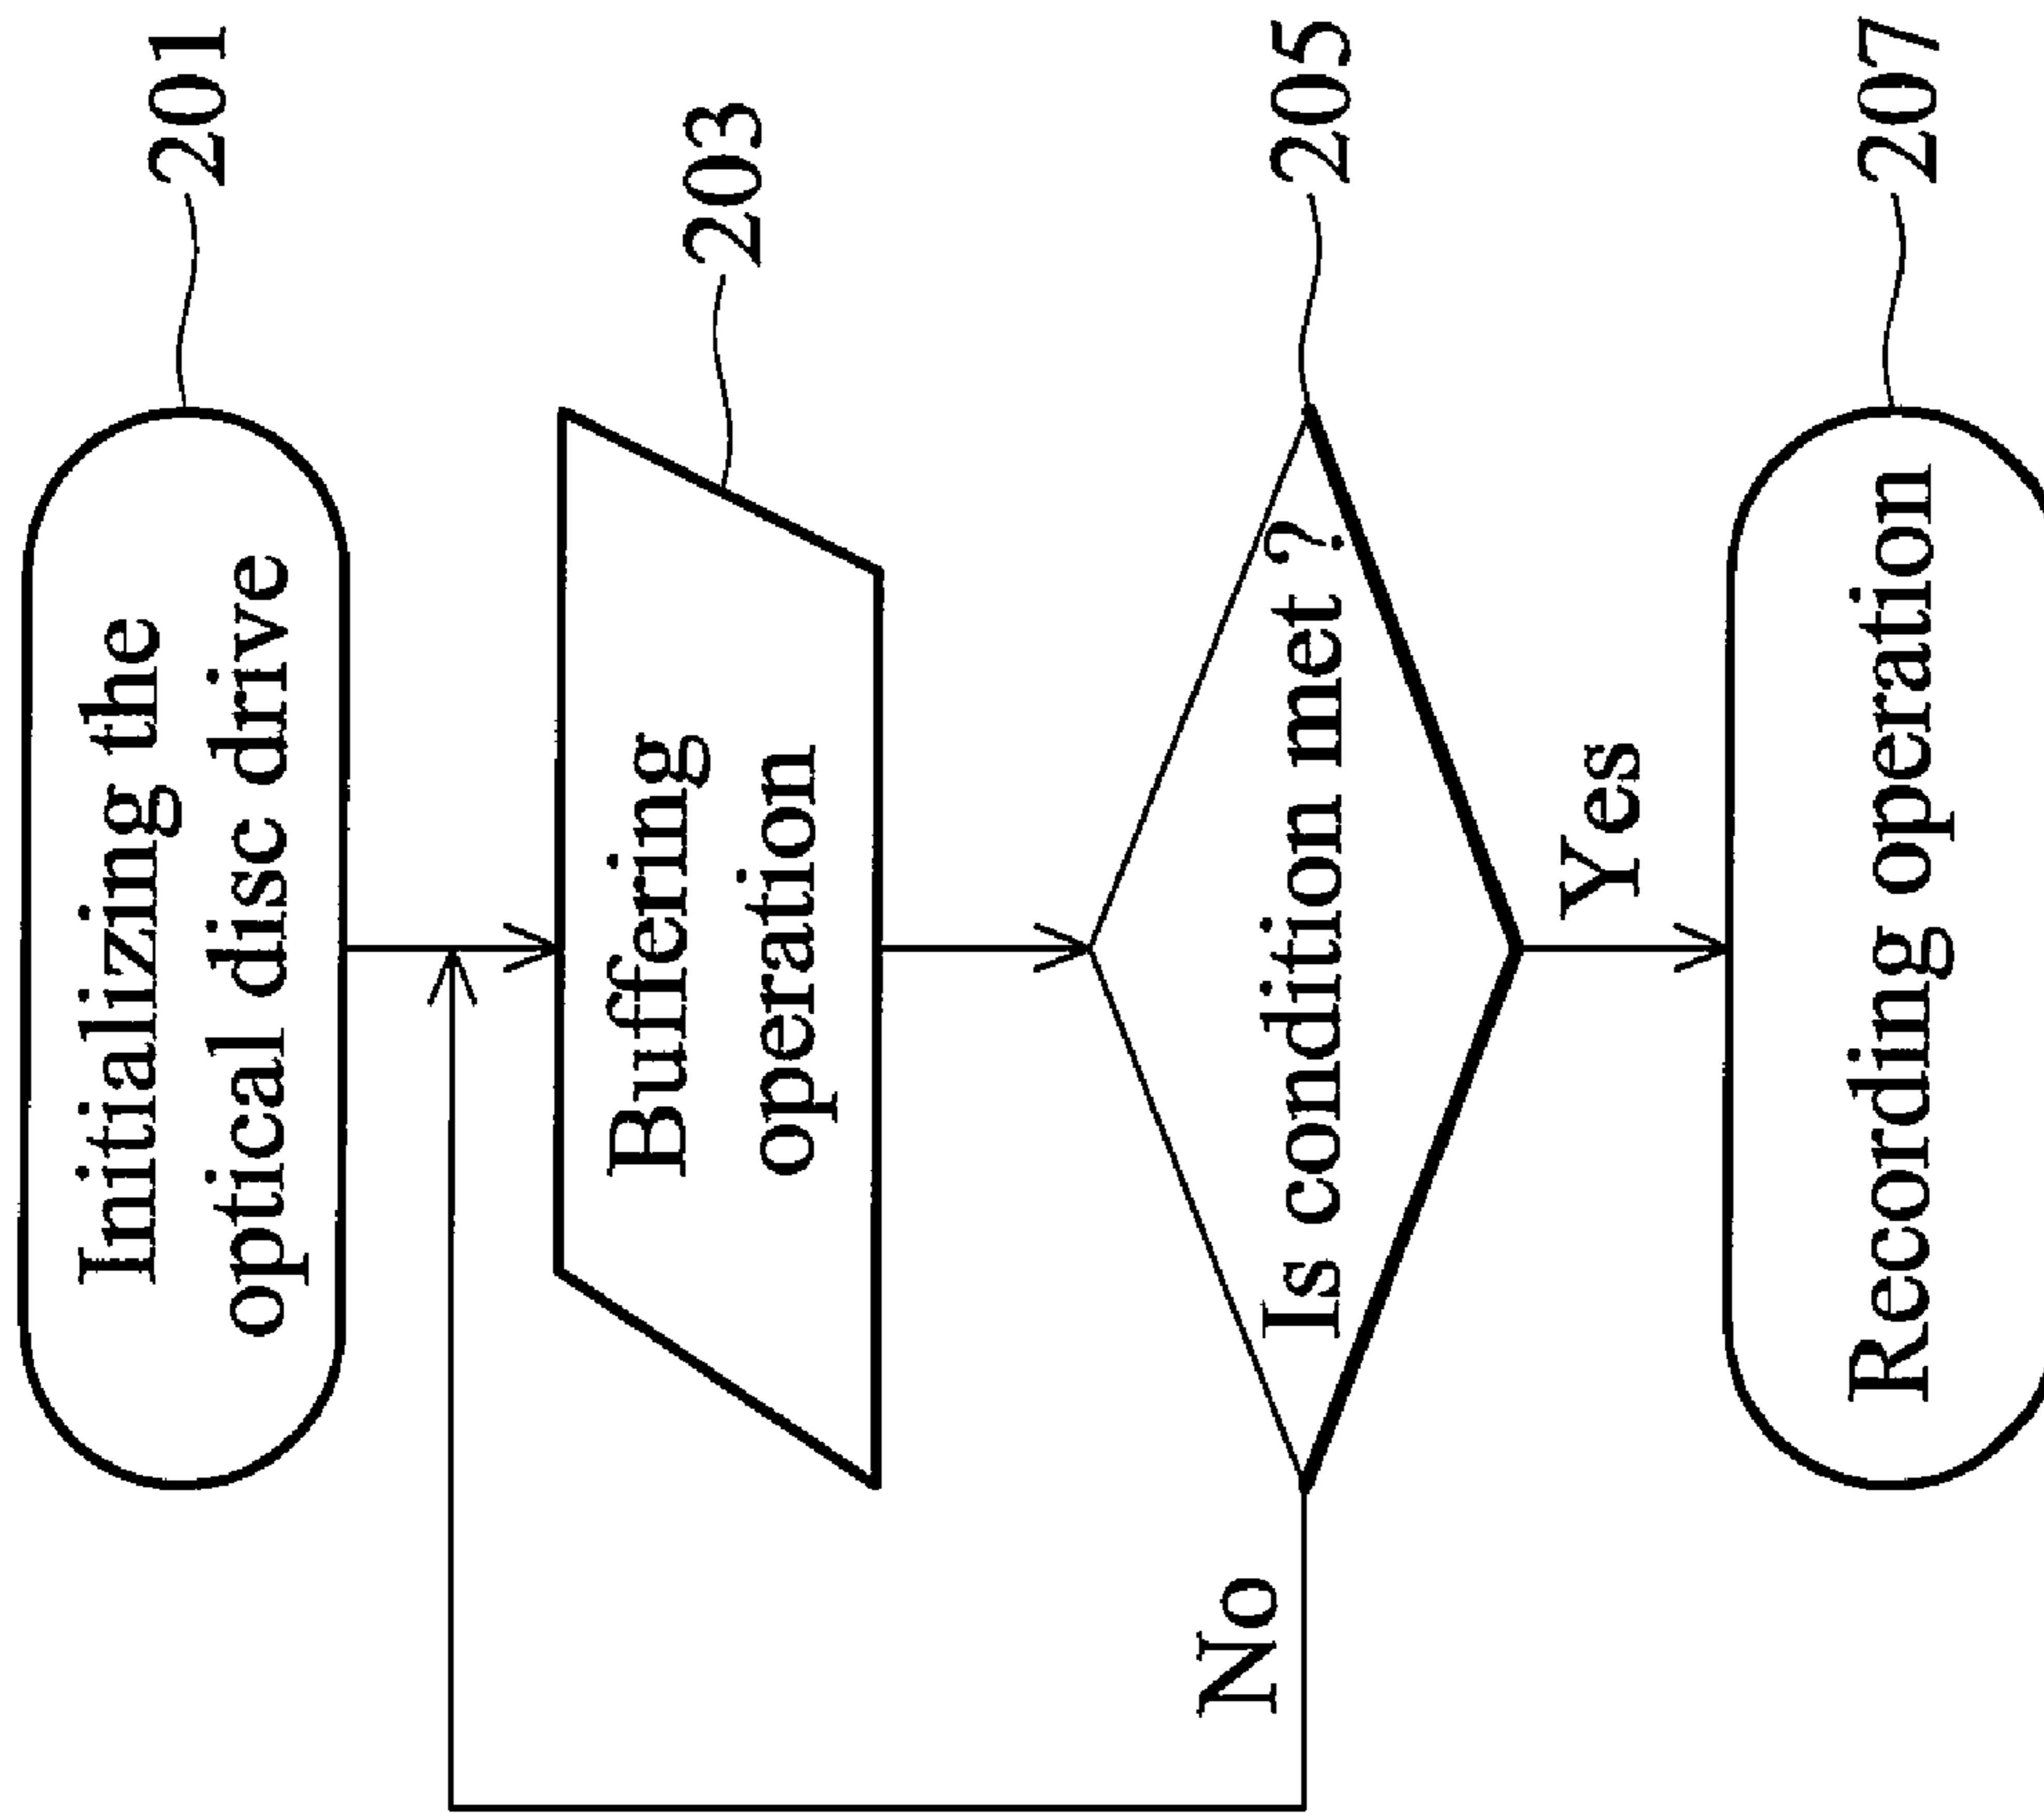 Initializing the
optical disc drive
201
Buffering
operation
203
Is condition met ?
205
No
Yes
Recording operation
207